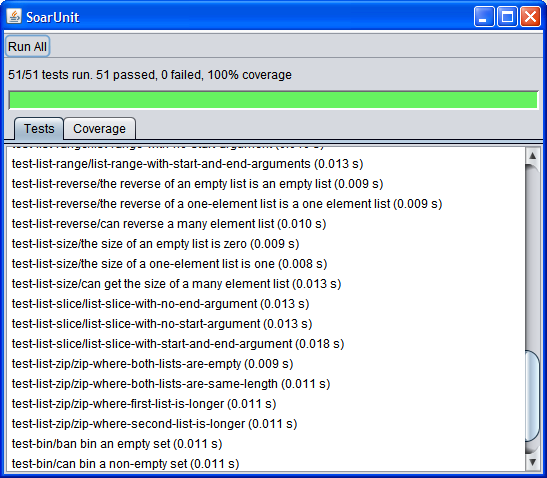 SoarUnit
Run All
51/51 tests run. 51 passed, 0 failed, 100% coverage
Tests
Coverage
test-list-range/list-range-with-start-and-end-arguments (0.013 s)
test-list-reverse/the reverse of an empty list is an empty list (0.009 s)
test-list-reverse/the reverse of a one-element list is a one element list (0.009 s)
test-list-reverse/can reverse a many element list (0.010 s)
test-list-size/the size of an empty list is zero (0.009 s)
test-list-size/the size of a one-element list is one (0.008 s)
test-list-size/can get the size of a many element list (0.013 s)
test-list-slice/list-slice-with-no-end-argument (0.013 s)
test-list-slice/list-slice-with-no-start-argument (0.013 s)
test-list-slice/list-slice-with-start-and-end-argument (0.018 s)
test-list-zip/zip-where-both-lists-are-empty (0.009 s)
test-list-zip/zip-where-both-lists-are-same-length (0.011 s)
test-list-zip/zip-where-first-list-is-longer (0.011 s)
test-list-zip/zip-where-second-list-is-longer (0.011 s)
test-bin/ban bin an empty set (0.011 s)
test-bin/can bin a non-empty set (0.011 s)